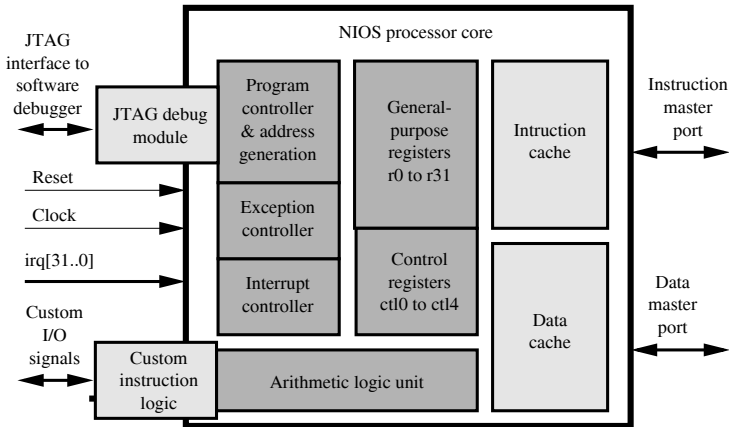 NIOS processor core
JTAG
interface to
software
debugger
JTAG debug
module
Program
controller
& address
generation
General-
purpose
registers
r0 to r31
Intruction
cache
Instruction
master
port
Reset
Clock
irq[31..0]
Exception
controller
Interrupt
controller
Control
registers
ctl0 to ctl4
Data
cache
Data
master
port
Custom
I/O
signals
Custom
instruction
logic
Arithmetic logic unit